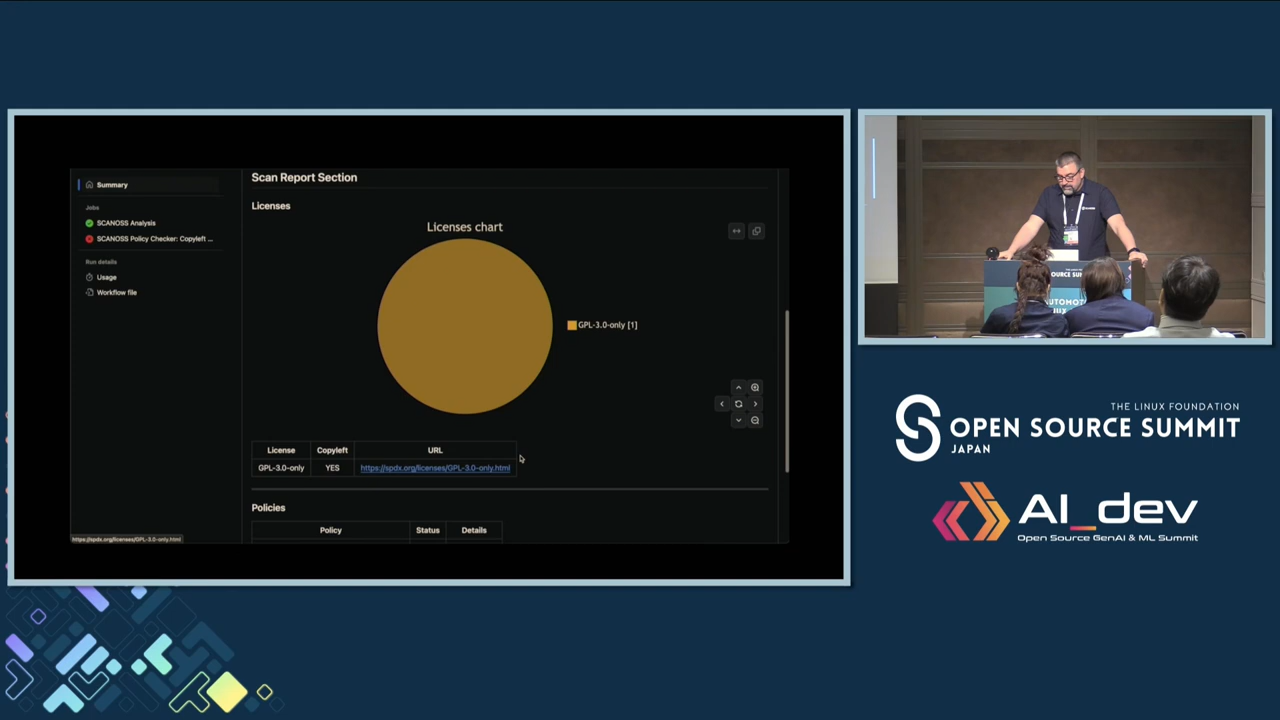 Summary
Jobs
SCANOSS Analysis
SCANOSS Policy Checker: Copyleft ...
Run details
Usage
Workflow file
Scan Report Section
Licenses
Licenses chart
GPL-3.0-only [1]
License Copyleft URL
GPL-3.0-only YES https://spdx.org/licenses/GPL-3.0-only.html
Policies
Policy Status Details
https://spdx.org/licenses/GPL-3.0-only.html
OURCE SUM
AUTOMOT
THE LINUX FOUNDATION
OPEN SOURCE SUMMIT
JAPAN
AI_dev
Open Source GenAI & ML Summit